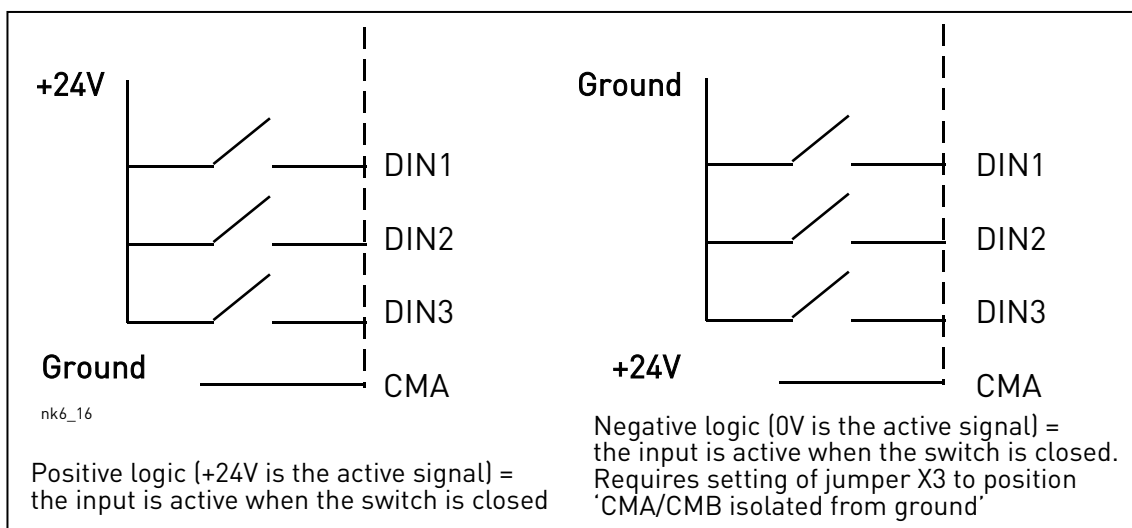 +24V
DIN1
DIN2
DIN3
Ground
CMA
nk6_16
Positive logic (+24V is the active signal) =
the input is active when the switch is closed
Ground
DIN1
DIN2
DIN3
+24V
CMA
Negative logic (0V is the active signal) =
the input is active when the switch is closed.
Requires setting of jumper X3 to position
‘CMA/CMB isolated from ground’